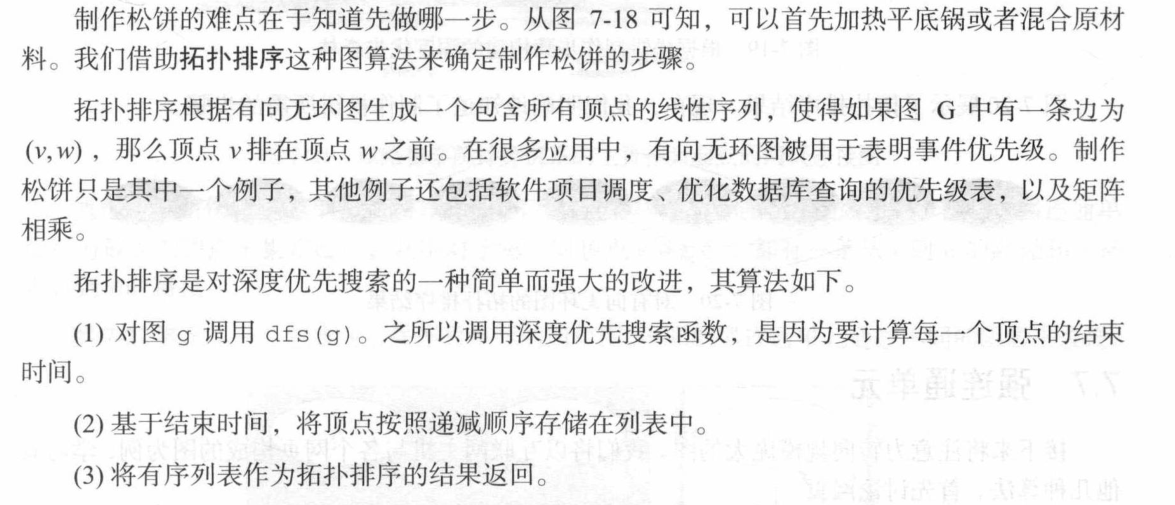 制作松饼的难点在于知道先做哪一步。从图 7-18 可知，可以首先加热平底锅或者混合原材
料。我们借助拓扑排序这种图算法来确定制作松饼的步骤。
拓扑排序根据有向无环图生成一个包含所有顶点的线性序列，使得如果图 G 中有一条边为
(v, w) ，那么顶点 v 排在顶点 w 之前。在很多应用中，有向无环图被用于表明事件优先级。制作
松饼只是其中一个例子，其他例子还包括软件项目调度、优化数据库查询的优先级表，以及矩阵
相乘。
拓扑排序是对深度优先搜索的一种简单而强大的改进，其算法如下。
(1) 对图 g 调用 dfs(g)。之所以调用深度优先搜索函数，是因为要计算每一个顶点的结束
时间。
(2) 基于结束时间，将顶点按照递减顺序存储在列表中。
(3) 将有序列表作为拓扑排序的结果返回。
7.7 强连通单元